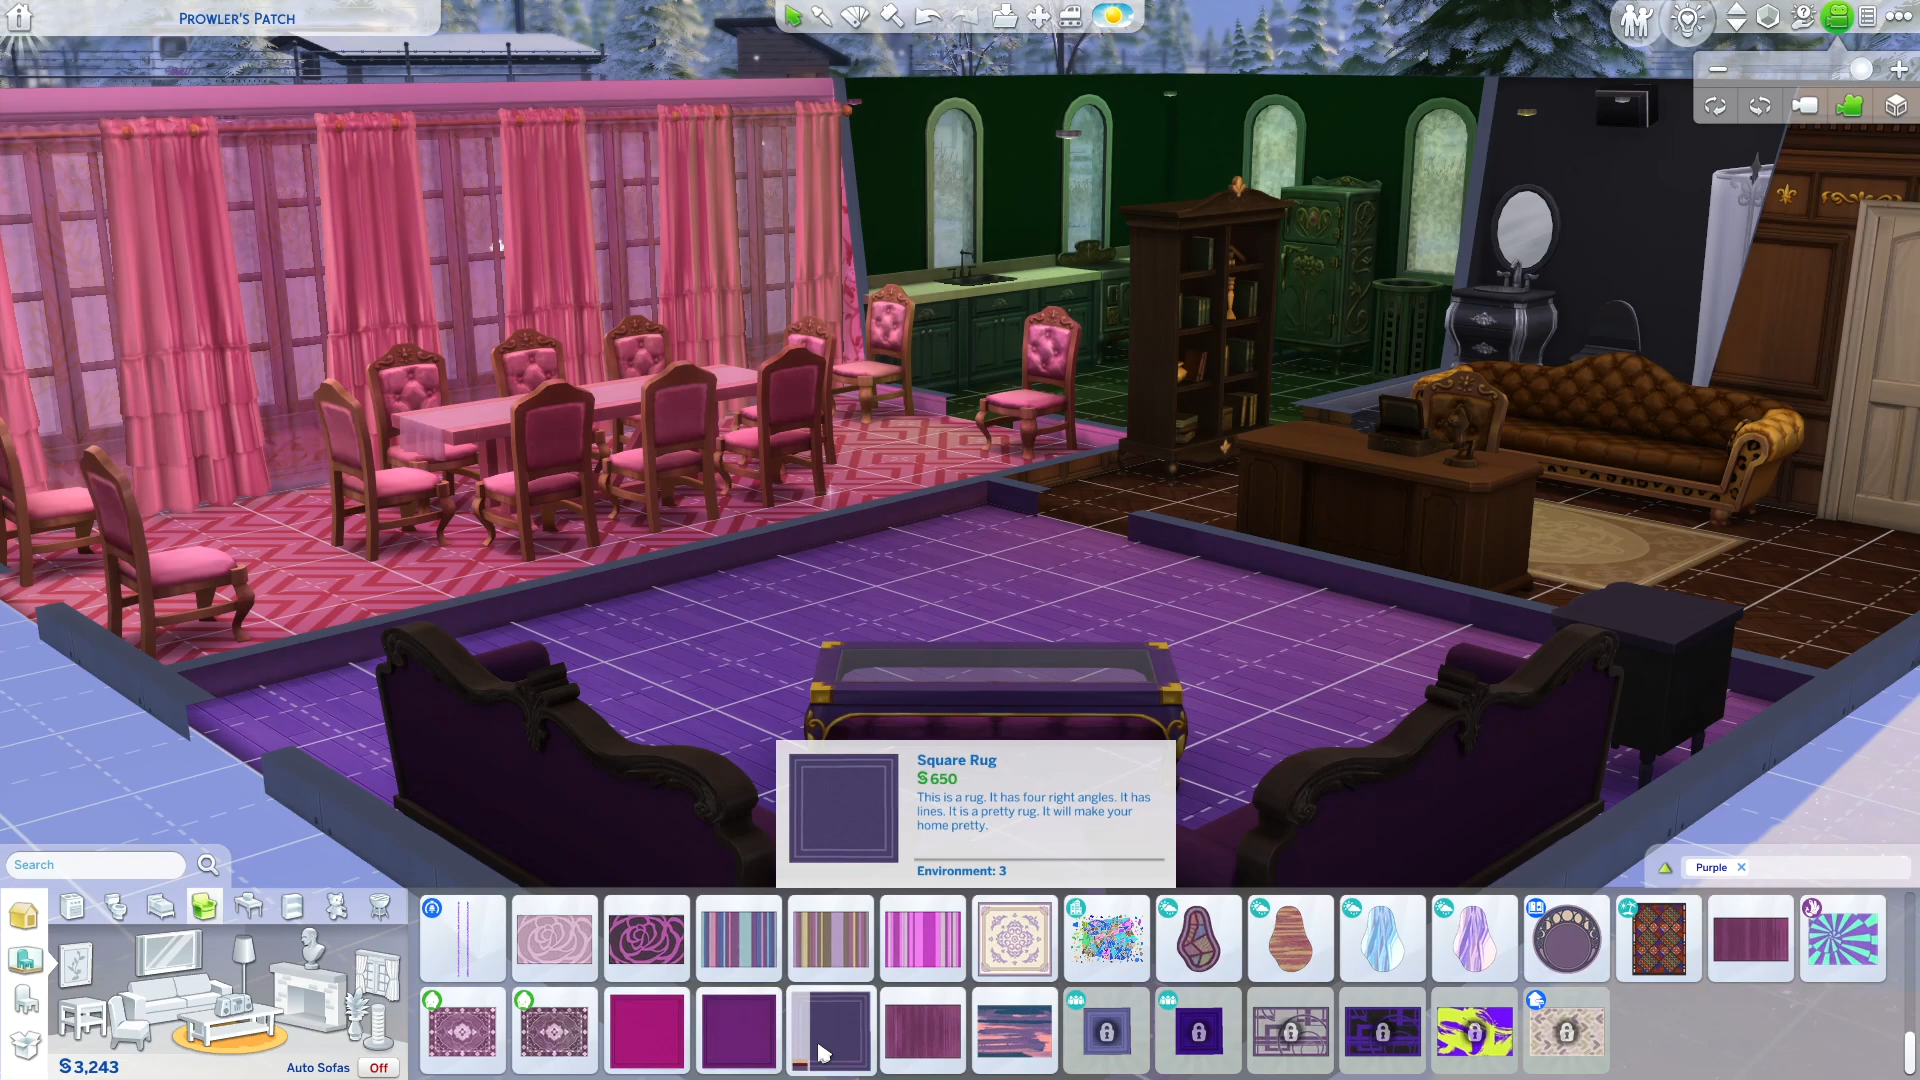 PROWLER'S PATCH
Square Rug
§650
This is a rug. It has four right angles. It has
lines. It is a pretty rug. It will make your
home pretty.
Environment: 3
Search
Purple
§3,243
Auto Sofas
Off